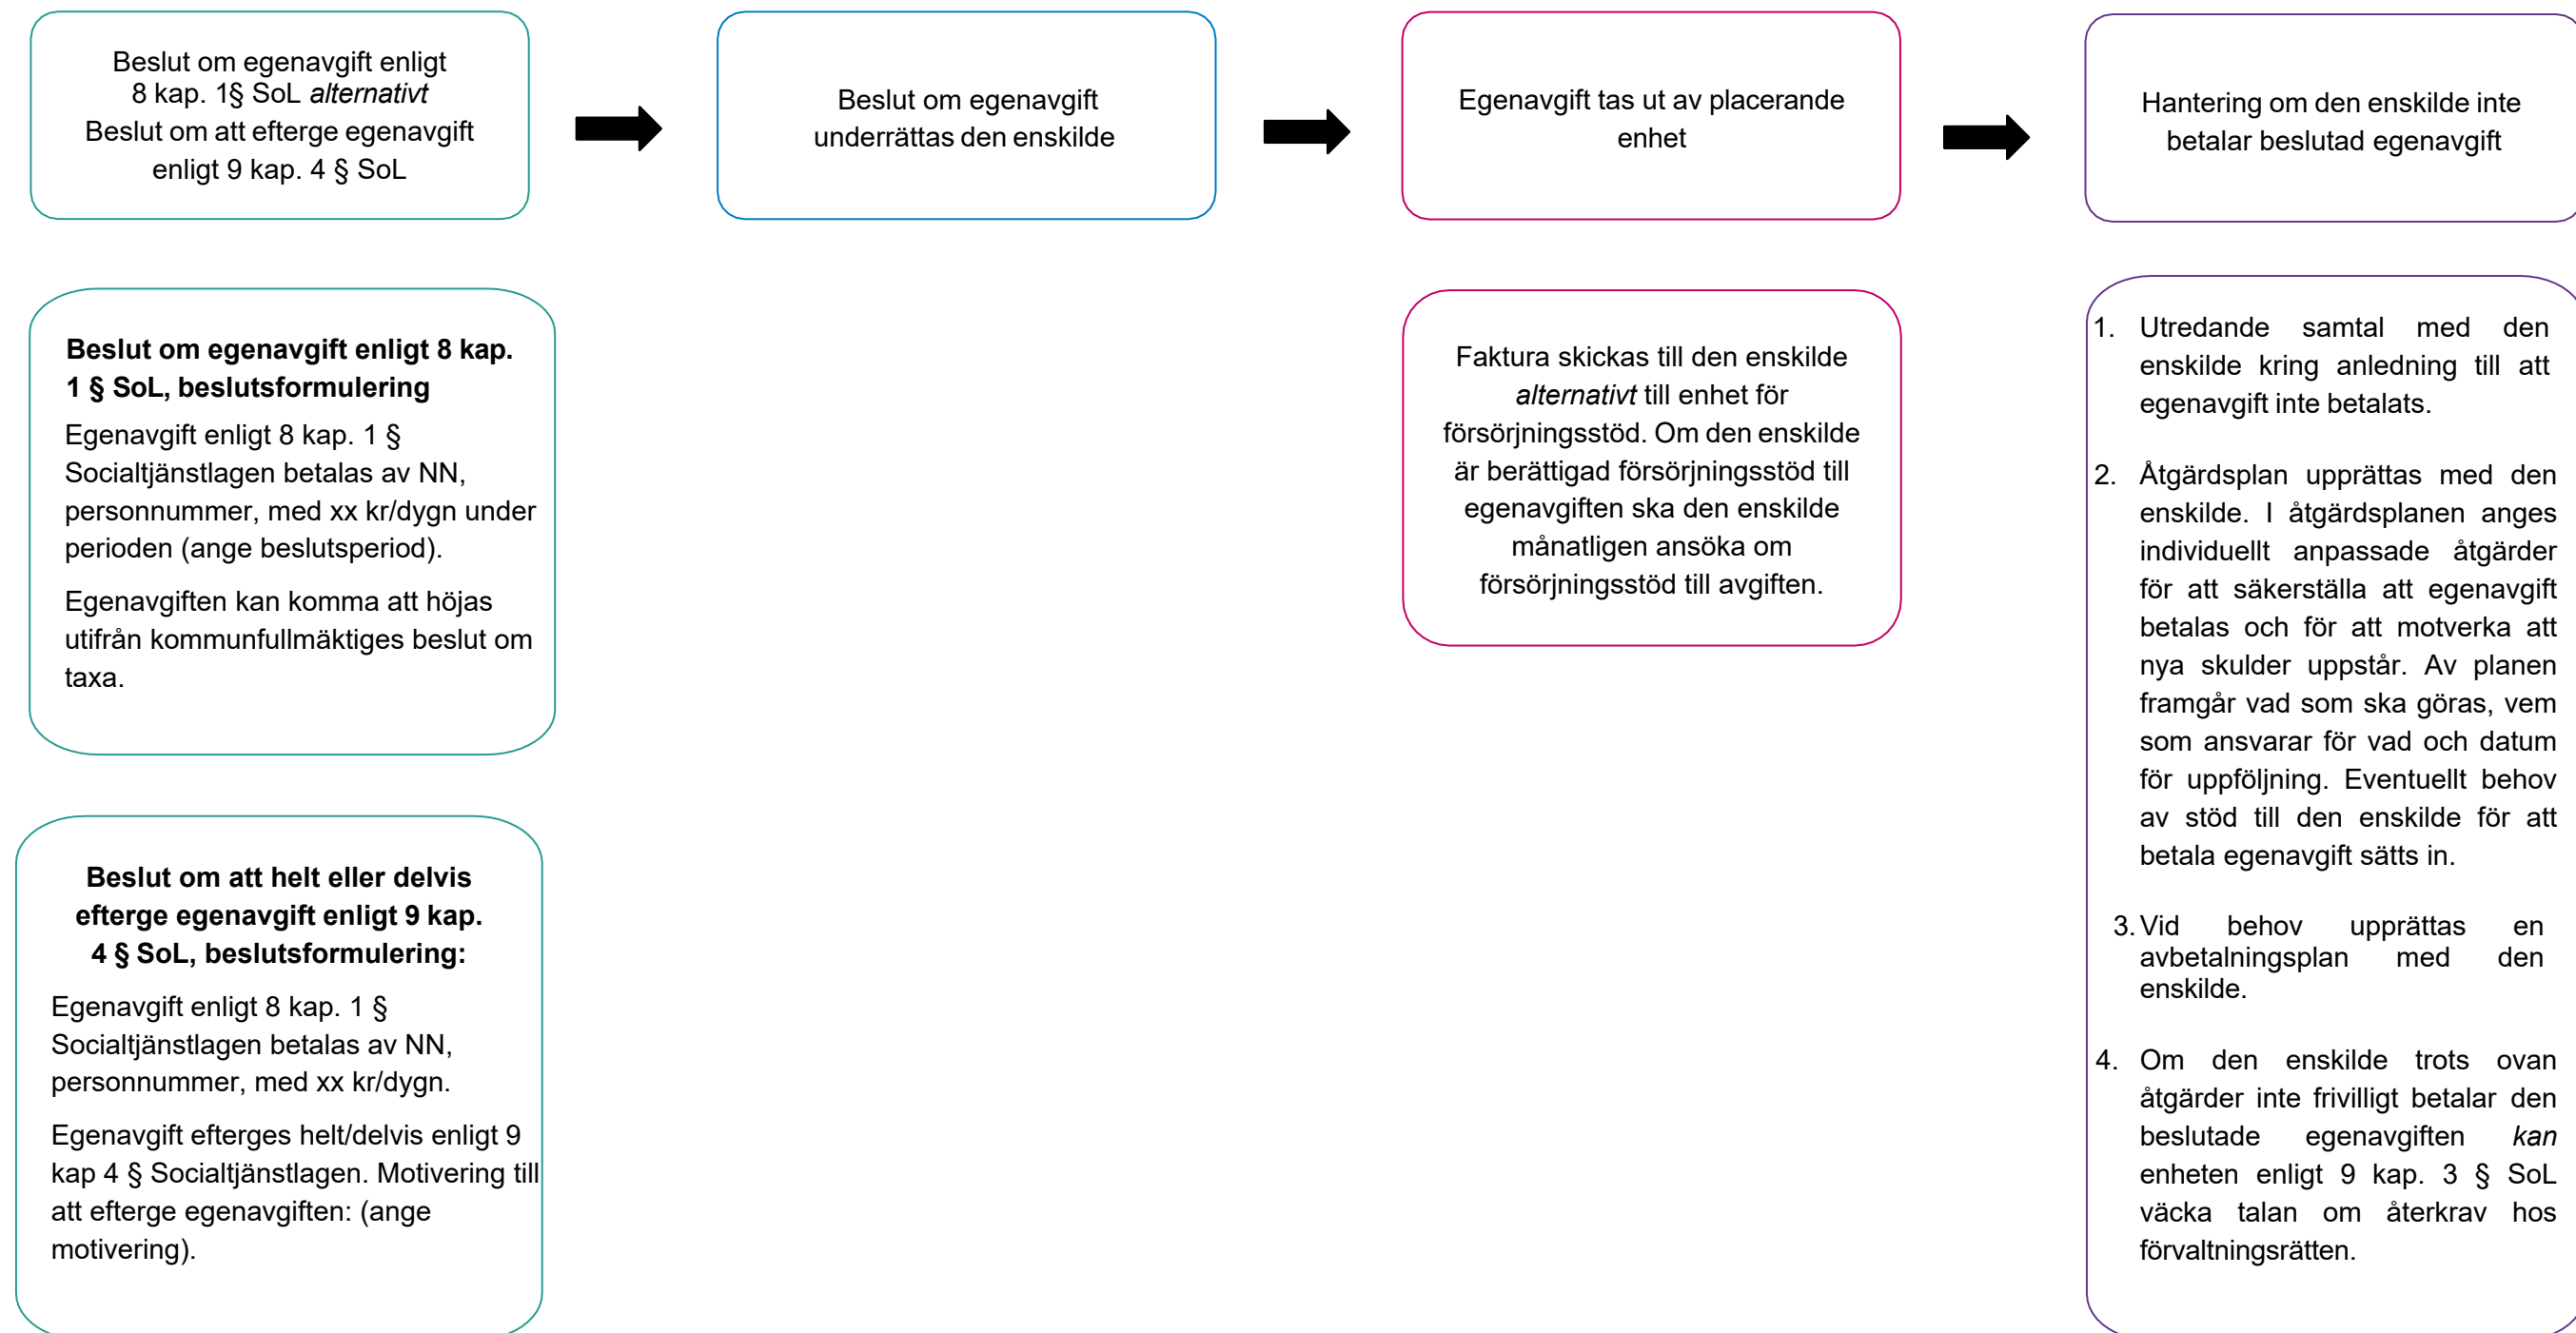 Beslut om egenavgift enligt
8 kap. 1§ SoL alternativt
Beslut om att efterge egenavgift
enligt 9 kap. 4 § SoL
Beslut om egenavgift
underrättas den enskilde
Egenavgift tas ut av placerande
enhet
Hantering om den enskilde inte
betalar beslutad egenavgift
Beslut om egenavgift enligt 8 kap.
1 § SoL, beslutsformulering
Egenavgift enligt 8 kap. 1 §
Socialtjänstlagen betalas av NN,
personnummer, med xx kr/dygn under
perioden (ange beslutsperiod).
Egenavgiften kan komma att höjas
utifrån kommunfullmäktiges beslut om
taxa.
Beslut om att helt eller delvis
efterge egenavgift enligt 9 kap.
4 § SoL, beslutsformulering:
Egenavgift enligt 8 kap. 1 §
Socialtjänstlagen betalas av NN,
personnummer, med xx kr/dygn.
Egenavgift efterges helt/delvis enligt 9
kap 4 § Socialtjänstlagen. Motivering till
att efterge egenavgiften: (ange
motivering).
Faktura skickas till den enskilde
alternativt till enhet för
försörjningsstöd. Om den enskilde
är berättigad försörjningsstöd till
egenavgiften ska den enskilde
månatligen ansöka om
försörjningsstöd till avgiften.
1. Utredande samtal med den
enskilde kring anledning till att
egenavgift inte betalats.
2. Åtgärdsplan upprättas med den
enskilde. I åtgärdsplanen anges
individuellt anpassade åtgärder
för att säkerställa att egenavgift
betalas och för att motverka att
nya skulder uppstår. Av planen
framgår vad som ska göras, vem
som ansvarar för vad och datum
för uppföljning. Eventuellt behov
av stöd till den enskilde för att
betala egenavgift sätts in.
3. Vid behov upprättas en
avbetalningsplan med den
enskilde.
4. Om den enskilde trots ovan
åtgärder inte frivilligt betalar den
beslutade egenavgiften kan
enheten enligt 9 kap. 3 § SoL
väcka talan om återkrav hos
förvaltningsrätten.